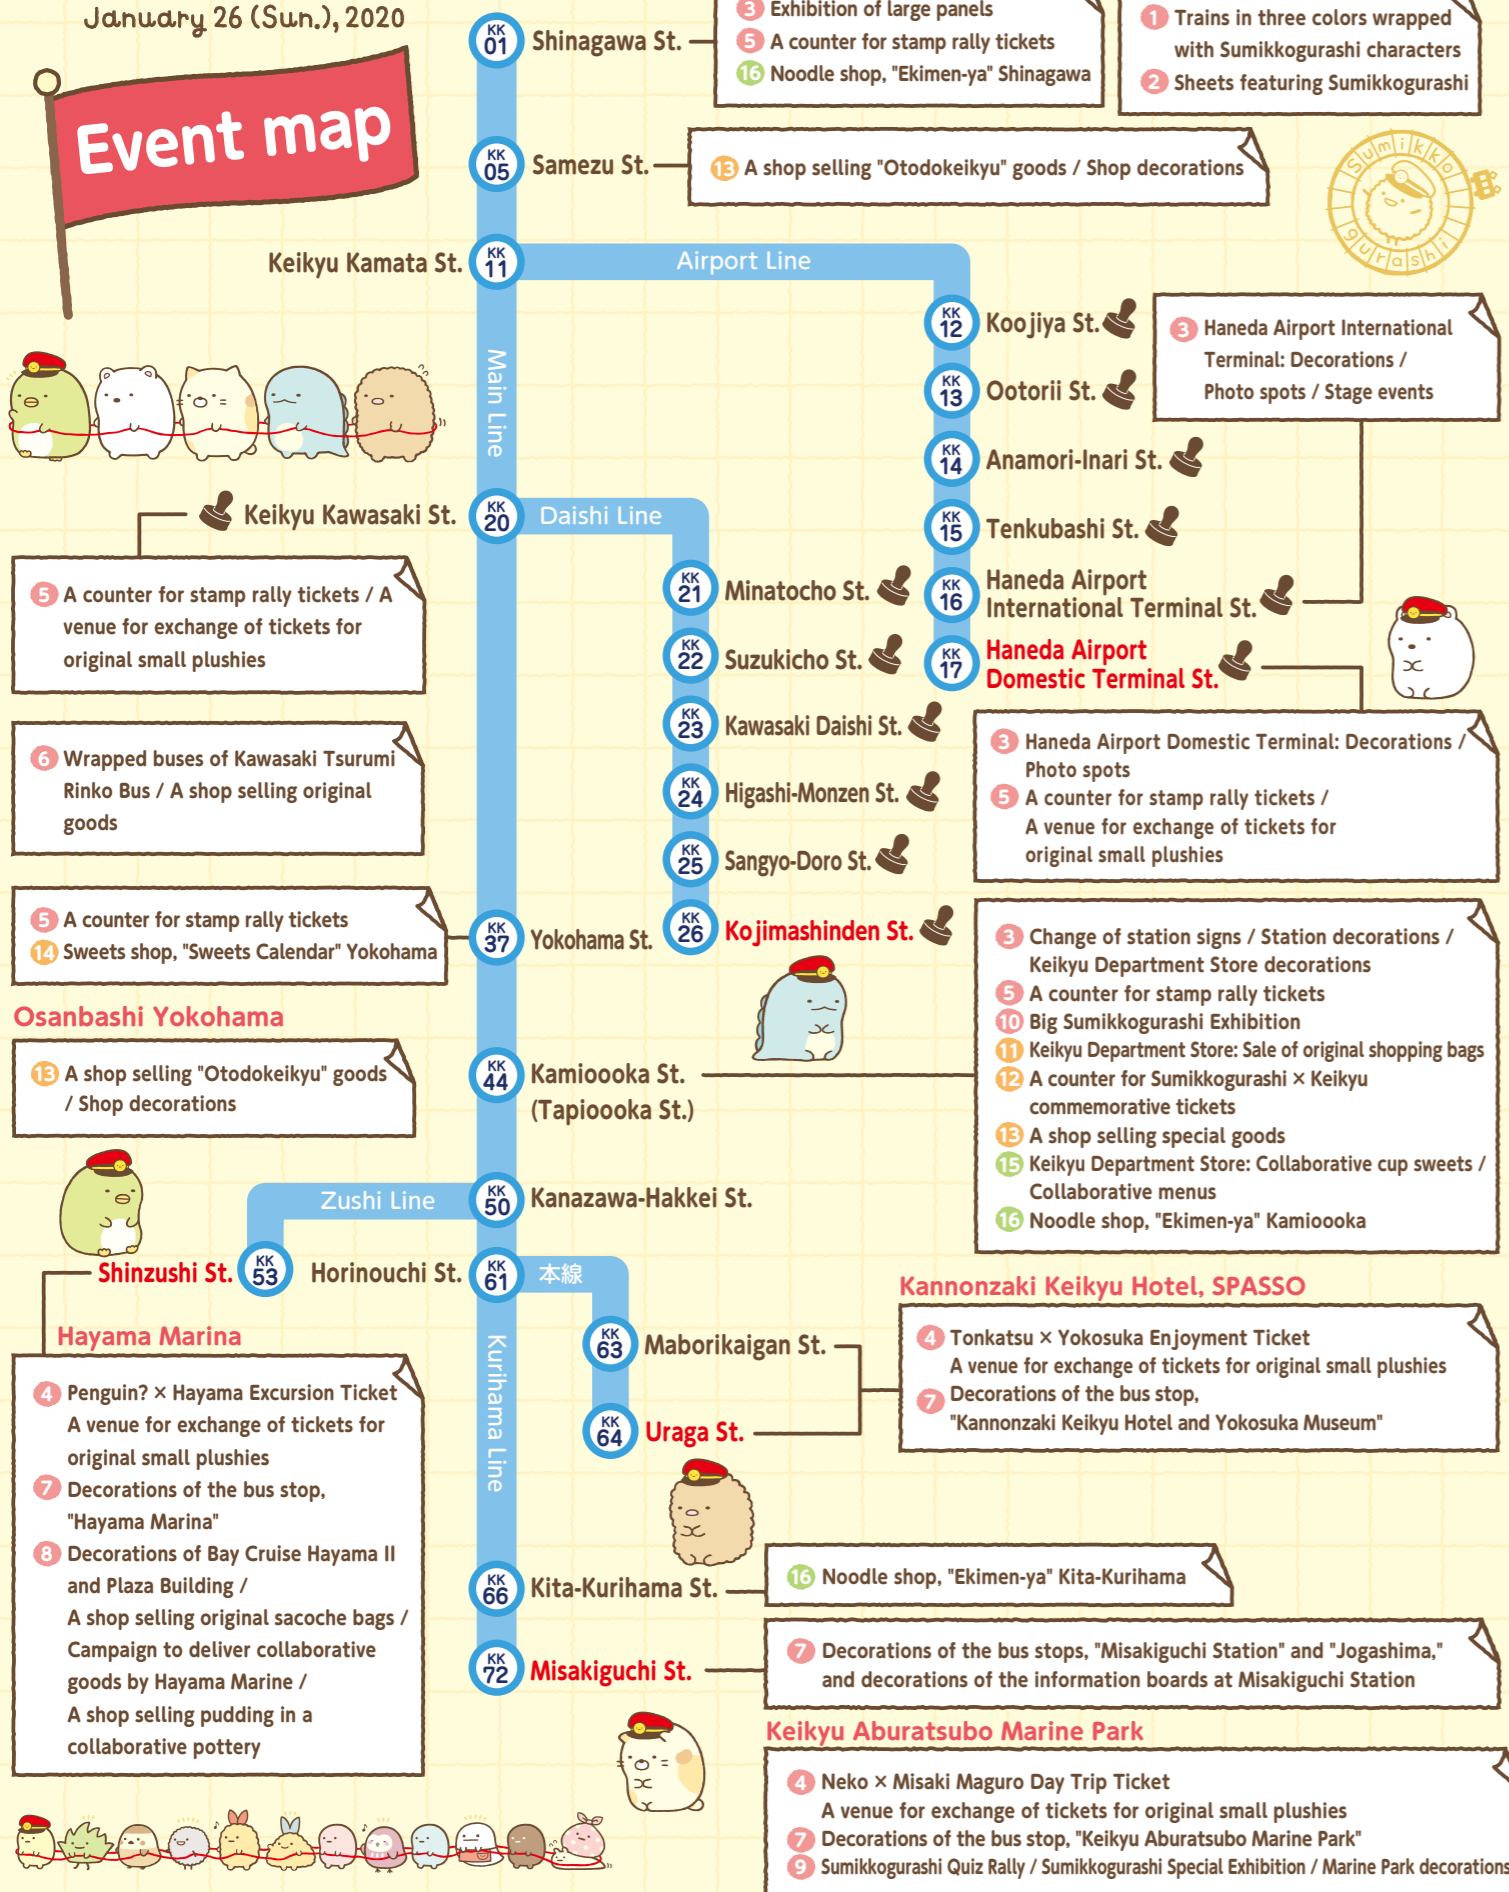 January 26 (Sun.), 2020
Event map
KK
01
Shinagawa St.
3 Exhibition of large panels
5 A counter for stamp rally tickets
16 Noodle shop, "Ekimen-ya" Shinagawa
1 Trains in three colors wrapped
with Sumikkogurashi characters
2 Sheets featuring Sumikkogurashi
KK
05
Samezu St.
13 A shop selling "Otodokeikyu" goods / Shop decorations
Sumikko
gurashi
Keikyu Kamata St.
KK
11
Airport Line
Main Line
KK
12
Koojiya St.
KK
13
Ootorii St.
KK
14
Anamori-Inari St.
KK
15
Tenkubashi St.
KK
16
Haneda Airport
International Terminal St.
KK
17
Haneda Airport
Domestic Terminal St.
3 Haneda Airport International
Terminal: Decorations /
Photo spots / Stage events
3 Haneda Airport Domestic Terminal: Decorations /
Photo spots
5 A counter for stamp rally tickets /
A venue for exchange of tickets for
original small plushies
Keikyu Kawasaki St.
KK
20
Daishi Line
5 A counter for stamp rally tickets / A
venue for exchange of tickets for
original small plushies
6 Wrapped buses of Kawasaki Tsurumi
Rinko Bus / A shop selling original
goods
KK
21
Minatocho St.
KK
22
Suzukicho St.
KK
23
Kawasaki Daishi St.
KK
24
Higashi-Monzen St.
KK
25
Sangyo-Doro St.
KK
26
Kojimashinden St.
5 A counter for stamp rally tickets
14 Sweets shop, "Sweets Calendar" Yokohama
KK
37
Yokohama St.
Osanbashi Yokohama
13 A shop selling "Otodokeikyu" goods
/ Shop decorations
KK
44
Kamioooka St.
(Tapioooka St.)
3 Change of station signs / Station decorations /
Keikyu Department Store decorations
5 A counter for stamp rally tickets
10 Big Sumikkogurashi Exhibition
11 Keikyu Department Store: Sale of original shopping bags
12 A counter for Sumikkogurashi × Keikyu
commemorative tickets
13 A shop selling special goods
15 Keikyu Department Store: Collaborative cup sweets /
Collaborative menus
16 Noodle shop, "Ekimen-ya" Kamioooka
Zushi Line
KK
50
Kanazawa-Hakkei St.
Shinzushi St.
KK
53
Horinouchi St.
KK
61
本線
Kurihama Line
Hayama Marina
4 Penguin? × Hayama Excursion Ticket
A venue for exchange of tickets for
original small plushies
7 Decorations of the bus stop,
"Hayama Marina"
8 Decorations of Bay Cruise Hayama II
and Plaza Building /
A shop selling original sacoche bags /
Campaign to deliver collaborative
goods by Hayama Marine /
A shop selling pudding in a
collaborative pottery
KK
63
Maborikaigan St.
KK
64
Uraga St.
Kannonzaki Keikyu Hotel, SPASSO
4 Tonkatsu × Yokosuka Enjoyment Ticket
A venue for exchange of tickets for original small plushies
7 Decorations of the bus stop,
"Kannonzaki Keikyu Hotel and Yokosuka Museum"
KK
66
Kita-Kurihama St.
16 Noodle shop, "Ekimen-ya" Kita-Kurihama
KK
72
Misakiguchi St.
7 Decorations of the bus stops, "Misakiguchi Station" and "Jogashima,"
and decorations of the information boards at Misakiguchi Station
Keikyu Aburatsubo Marine Park
4 Neko × Misaki Maguro Day Trip Ticket
A venue for exchange of tickets for original small plushies
7 Decorations of the bus stop, "Keikyu Aburatsubo Marine Park"
9 Sumikkogurashi Quiz Rally / Sumikkogurashi Special Exhibition / Marine Park decorations